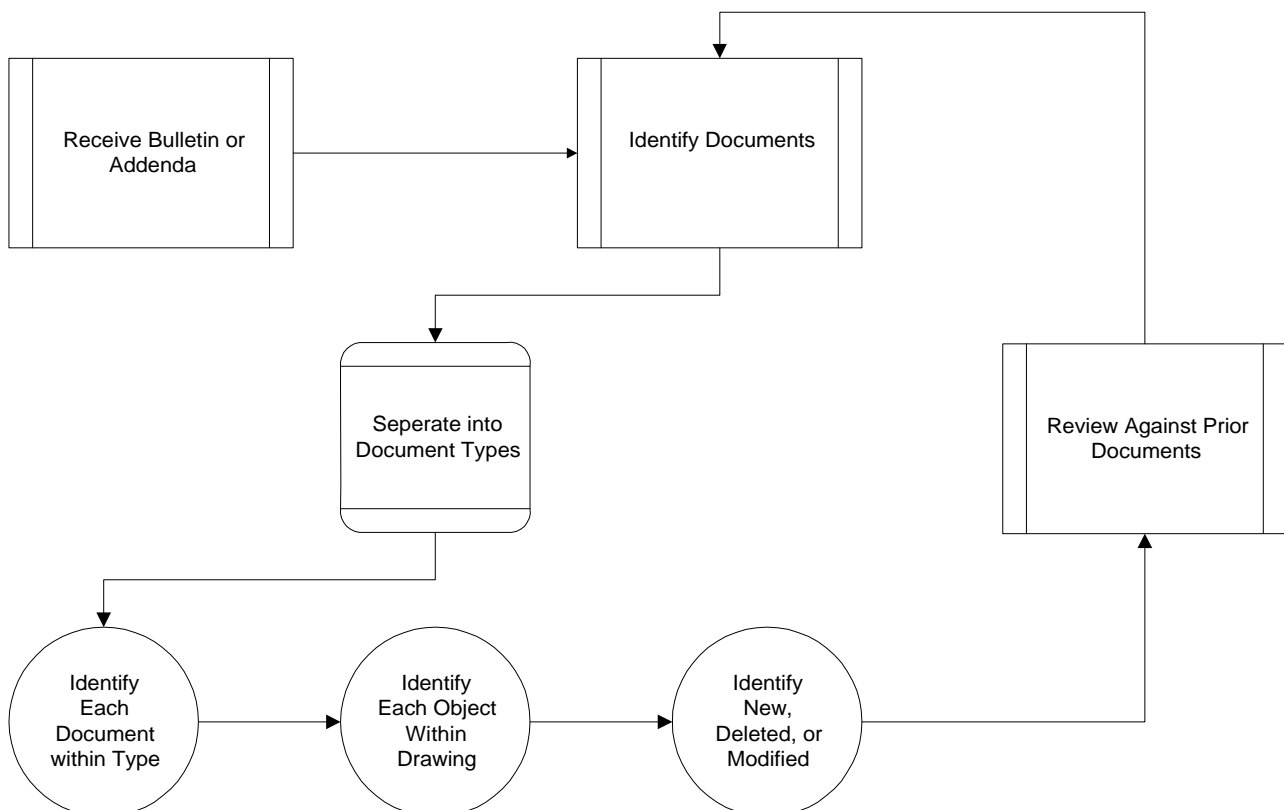 Receive Bulletin or
Addenda
Identify Documents
Seperate into
Document Types
Review Against Prior
Documents
Identify
Each
Document
within Type
Identify
Each Object
Within
Drawing
Identify
New,
Deleted, or
Modified